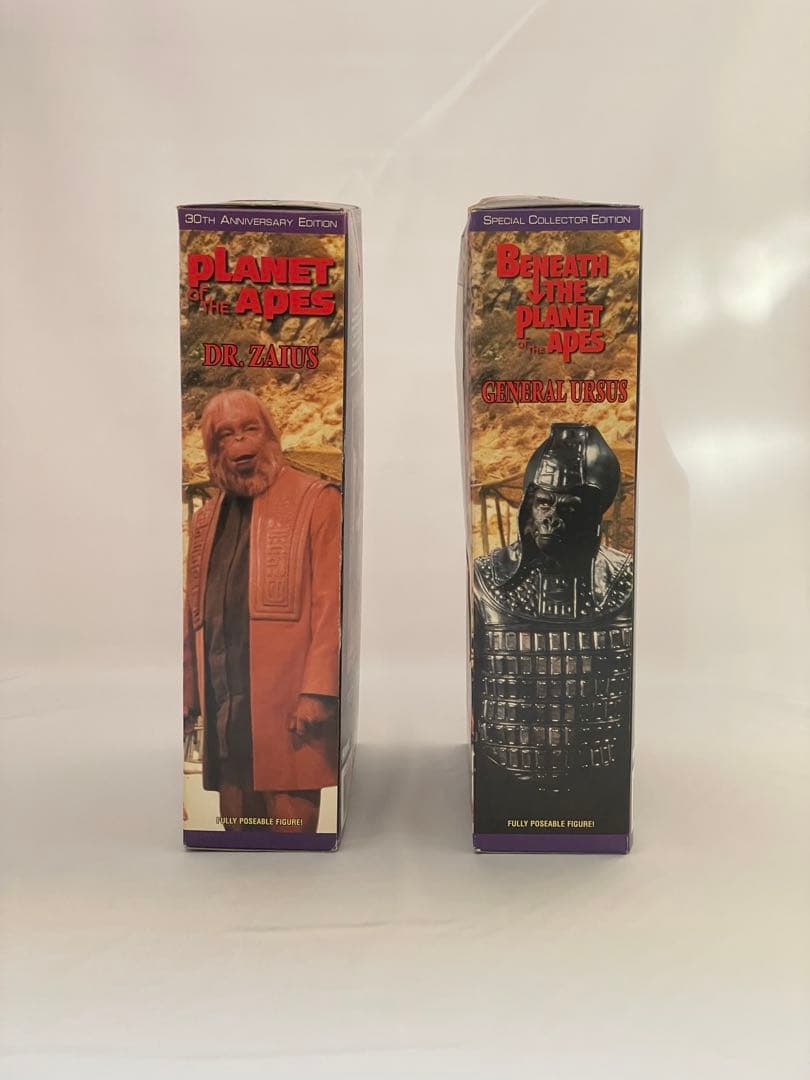 30TH ANNIVERSARY EDITION
PLANET
OF THE APES
DR. ZAIUS
FULLY POSEABLE FIGURE!
SPECIAL COLLECTOR EDITION
BENEATH
THE
PLANET
OF THE APES
GENERAL URSUS
FULLY POSEABLE FIGURE!